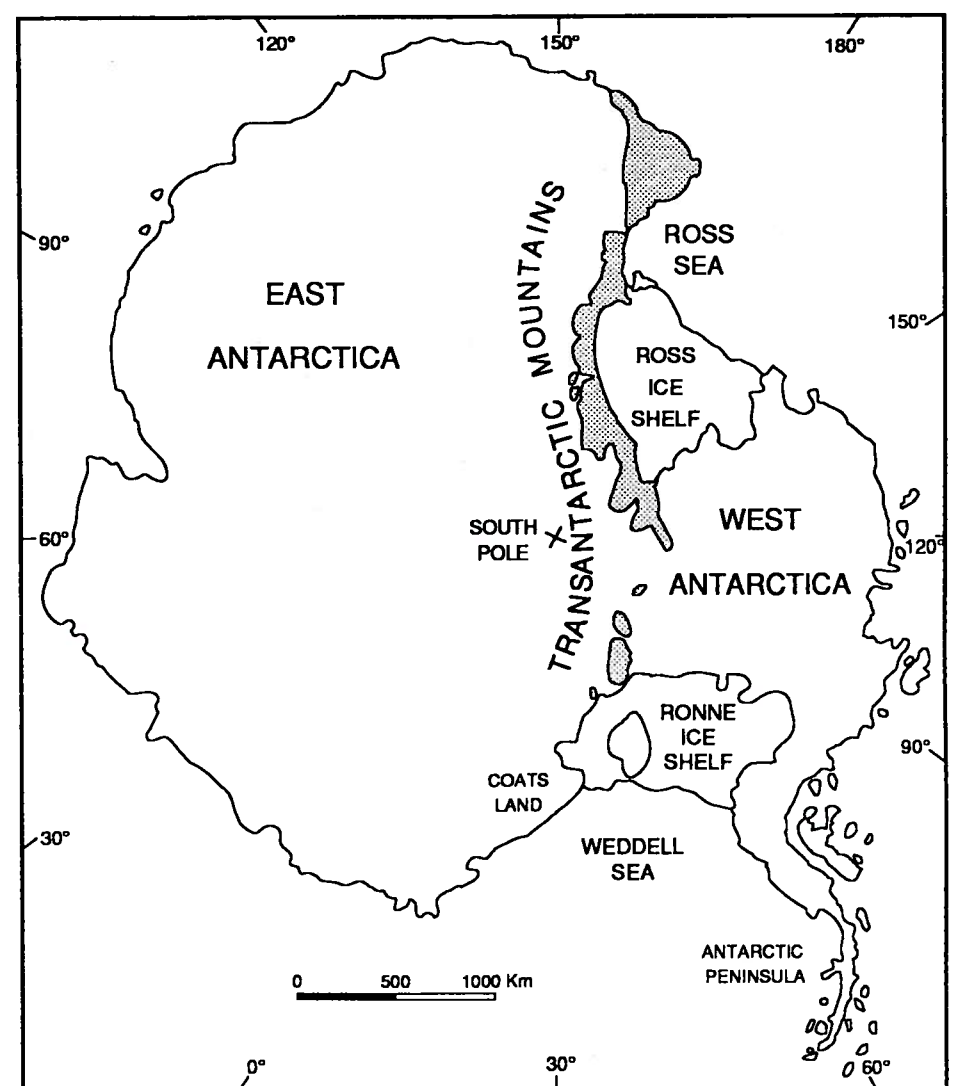 120° 150° 180°
90°
ROSS
SEA
EAST
ANTARCTICA
TRANSANTARCTIC MOUNTAINS
150°
ROSS
ICE
SHELF
SOUTH
POLE
60°
WEST
ANTARCTICA
120°
RONNE
ICE
SHELF
90°
COATS
LAND
30°
WEDDELL
SEA
ANTARCTIC
PENINSULA
0 500 1000 Km
0° 30° 60°